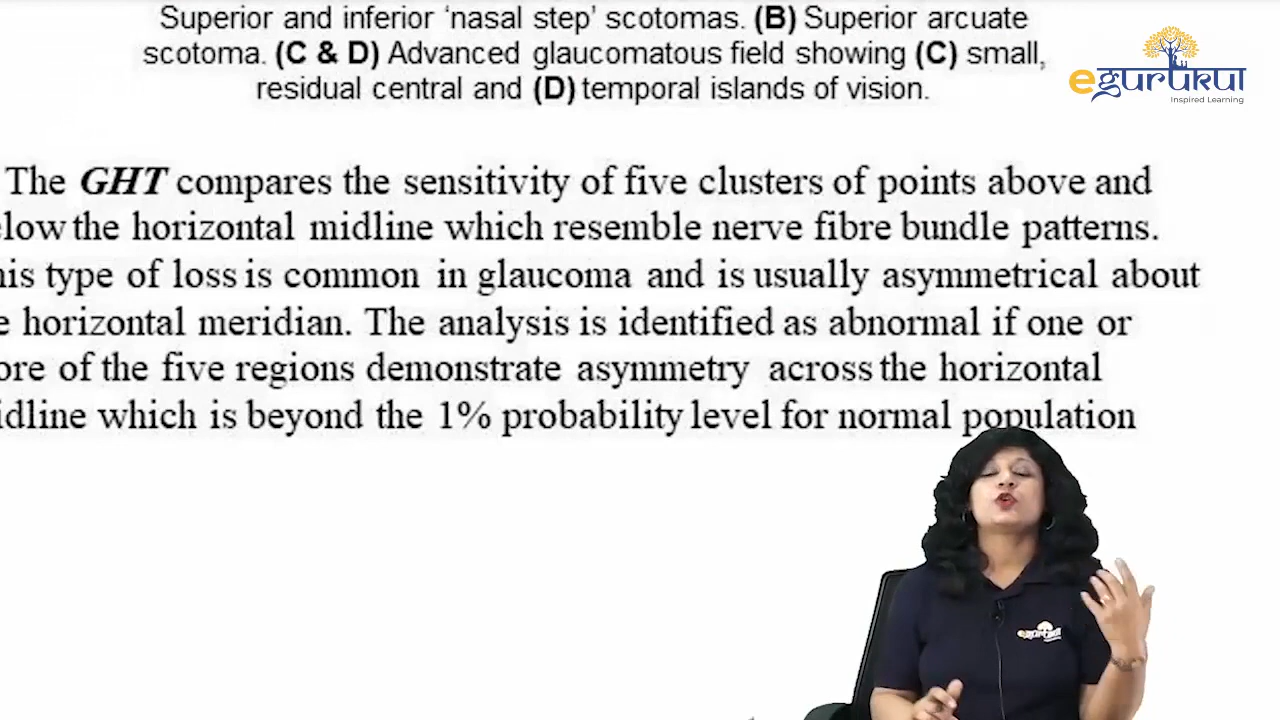 Superior and inferior ‘nasal step’ scotomas. (B) Superior arcuate
scotoma. (C & D) Advanced glaucomatous field showing (C) small,
residual central and (D) temporal islands of vision.
egurukul
Inspired Learning
The GHT compares the sensitivity of five clusters of points above and
elow the horizontal midline which resemble nerve fibre bundle patterns.
his type of loss is common in glaucoma and is usually asymmetrical about
e horizontal meridian. The analysis is identified as abnormal if one or
ore of the five regions demonstrate asymmetry across the horizontal
idline which is beyond the 1% probability level for normal population
egurukul